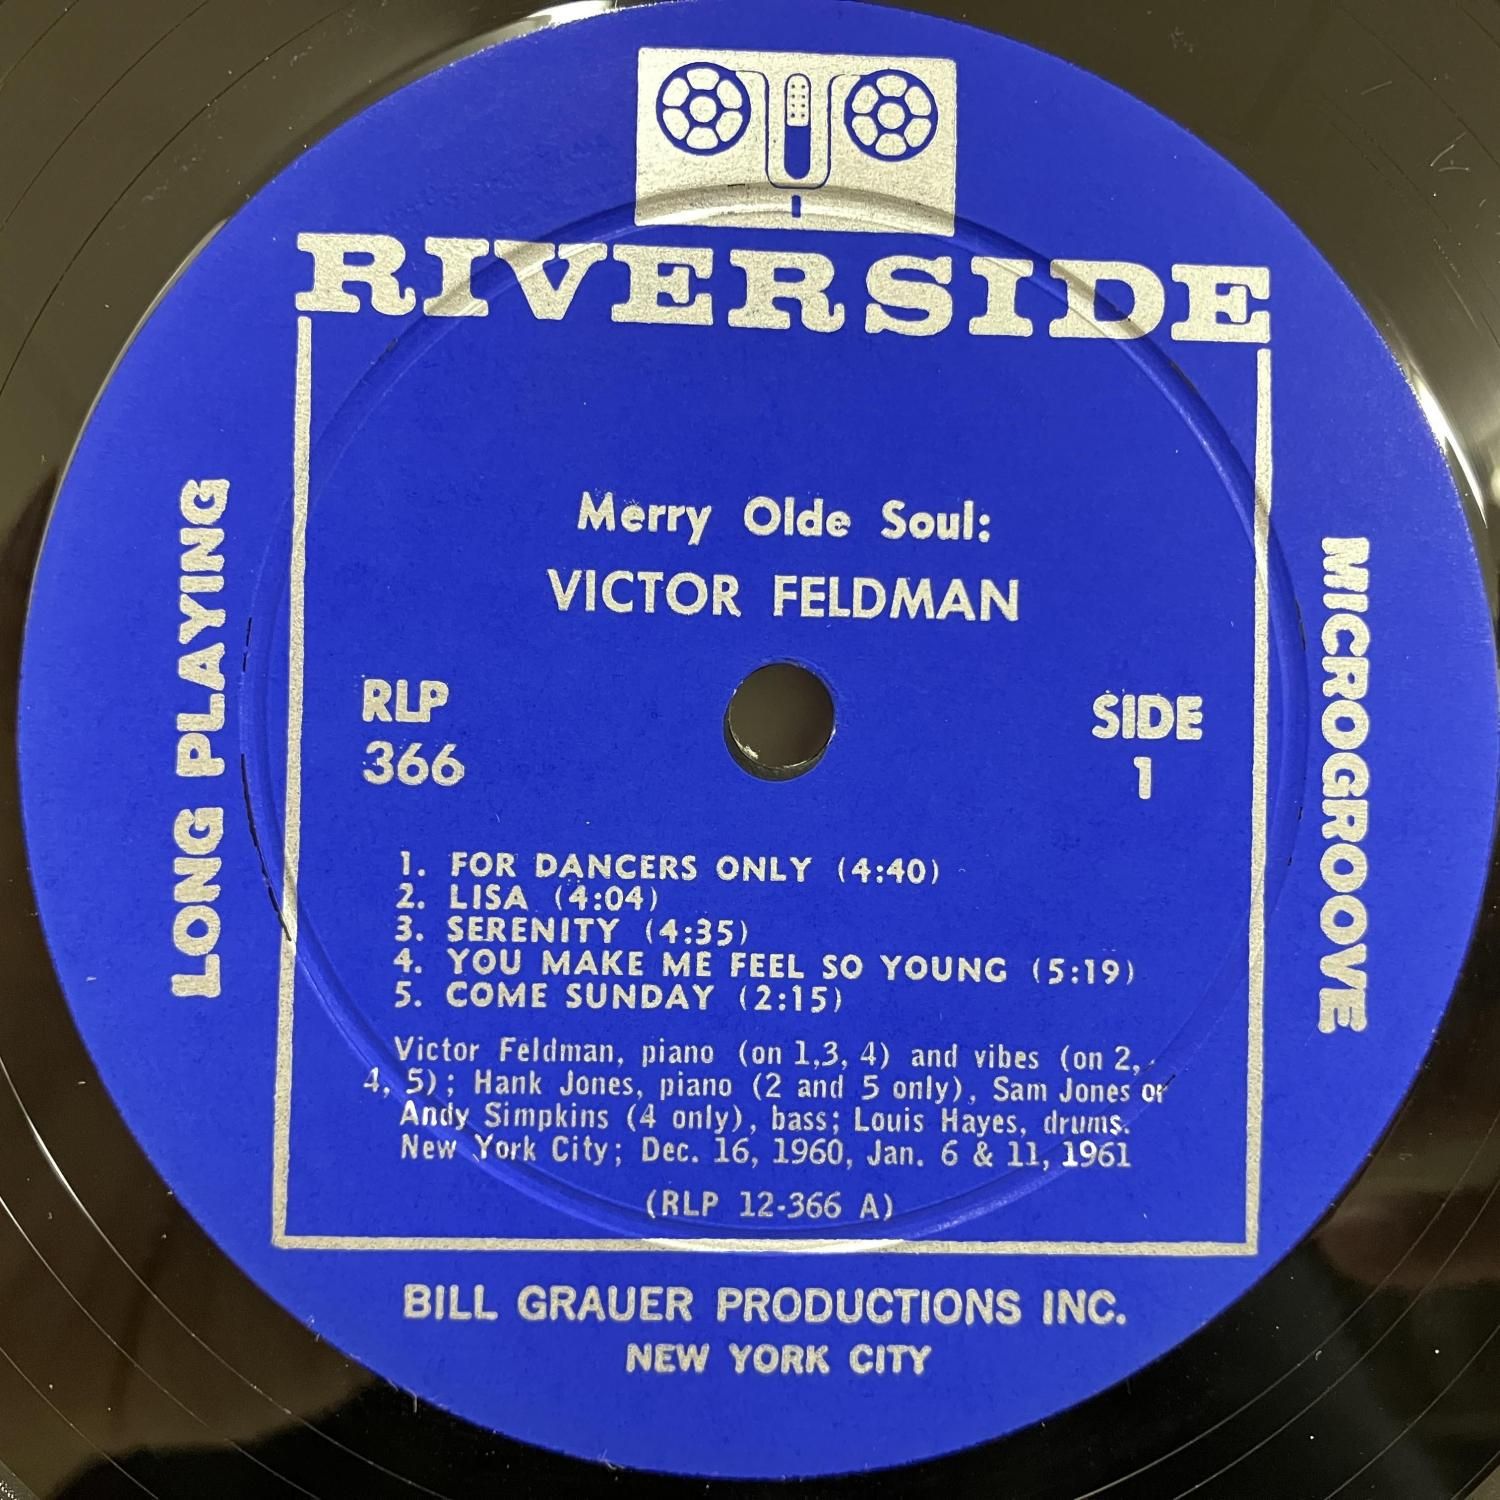 RIVERSIDE
Merry Olde Soul:
VICTOR FELDMAN
RLP
366
SIDE
1
LONG PLAYING
MICROGROOVE
1. FOR DANCERS ONLY (4:40)
2. LISA (4:04)
3. SERENITY (4:35)
4. YOU MAKE ME FEEL SO YOUNG (5:19)
5. COME SUNDAY (2:15)
Victor Feldman, piano (on 1,3, 4) and vibes (on 2,
4, 5); Hank Jones, piano (2 and 5 only), Sam Jones or
Andy Simpkins (4 only), bass; Louis Hayes, drums.
New York City; Dec. 16, 1960, Jan. 6 & 11, 1961
(RLP 12-366 A)
BILL GRAUER PRODUCTIONS INC.
NEW YORK CITY